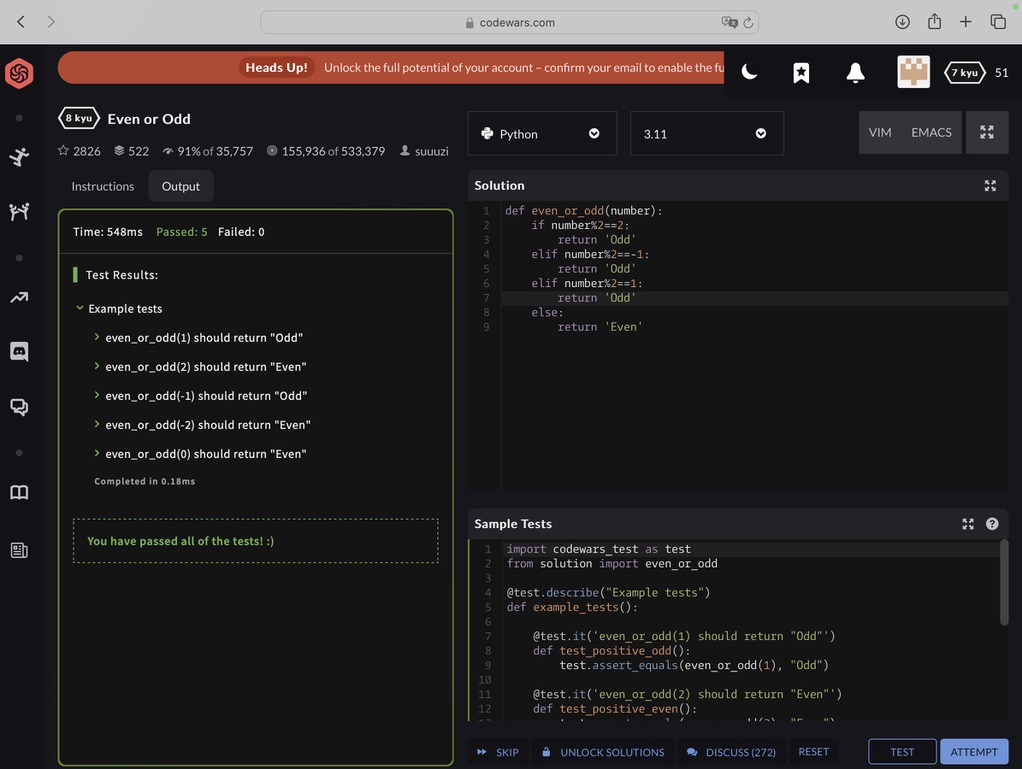 codewars.com
Heads Up! Unlock the full potential of your account – confirm your email to enable the fu
7 kyu 51
8 kyu Even or Odd
2826 522 91% of 35,757 155,936 of 533,379 suuuzi
Python
3.11
VIM EMACS
Instructions Output
Time: 548ms Passed: 5 Failed: 0
Test Results:
Example tests
even_or_odd(1) should return "Odd"
even_or_odd(2) should return "Even"
even_or_odd(-1) should return "Odd"
even_or_odd(-2) should return "Even"
even_or_odd(0) should return "Even"
Completed in 0.18ms
You have passed all of the tests! :)
Solution
1 def even_or_odd(number):
2 if number%2==2:
3 return 'Odd'
4 elif number%2==-1:
5 return 'Odd'
6 elif number%2==1:
7 return 'Odd'
8 else:
9 return 'Even'
Sample Tests
1 import codewars_test as test
2 from solution import even_or_odd
3
4 @test.describe("Example tests")
5 def example_tests():
6
7 @test.it('even_or_odd(1) should return "Odd"')
8 def test_positive_odd():
9 test.assert_equals(even_or_odd(1), "Odd")
10
11 @test.it('even_or_odd(2) should return "Even"')
12 def test_positive_even():
SKIP UNLOCK SOLUTIONS DISCUSS (272) RESET TEST ATTEMPT